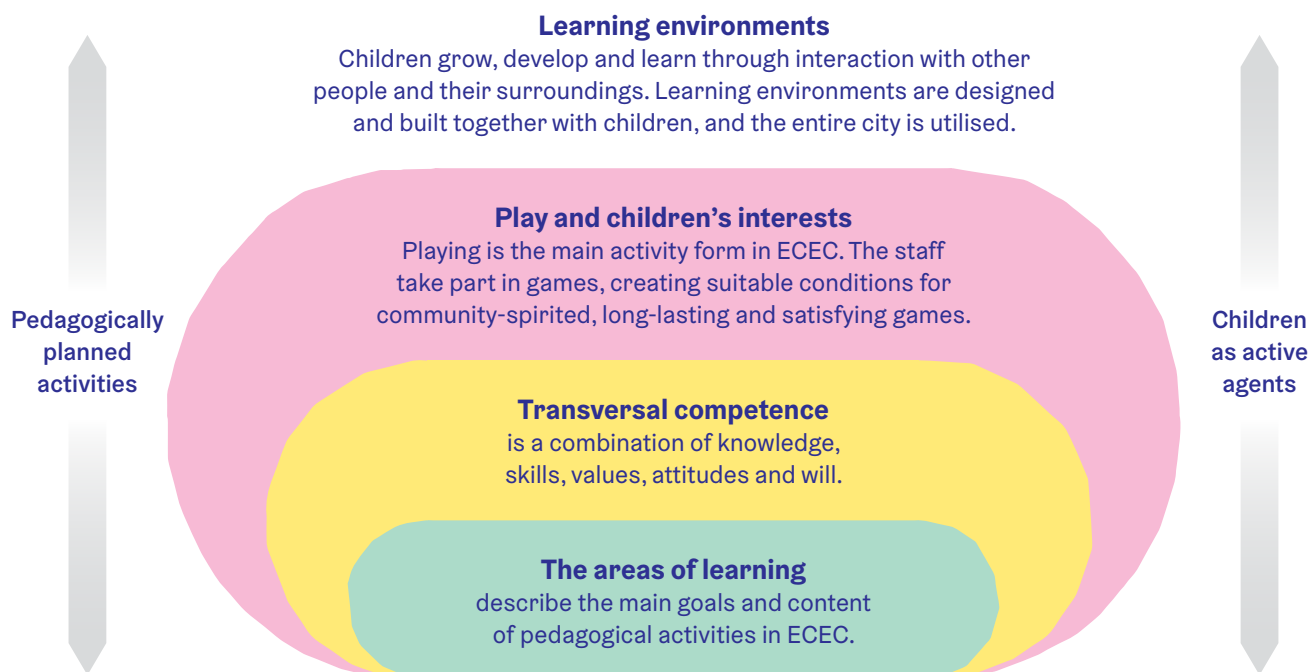 Learning environments
Children grow, develop and learn through interaction with other
people and their surroundings. Learning environments are designed
and built together with children, and the entire city is utilised.
Play and children’s interests
Playing is the main activity form in ECEC. The staff
take part in games, creating suitable conditions for
community-spirited, long-lasting and satisfying games.
Pedagogically
planned
activities
Children
as active
agents
Transversal competence
is a combination of knowledge,
skills, values, attitudes and will.
The areas of learning
describe the main goals and content
of pedagogical activities in ECEC.